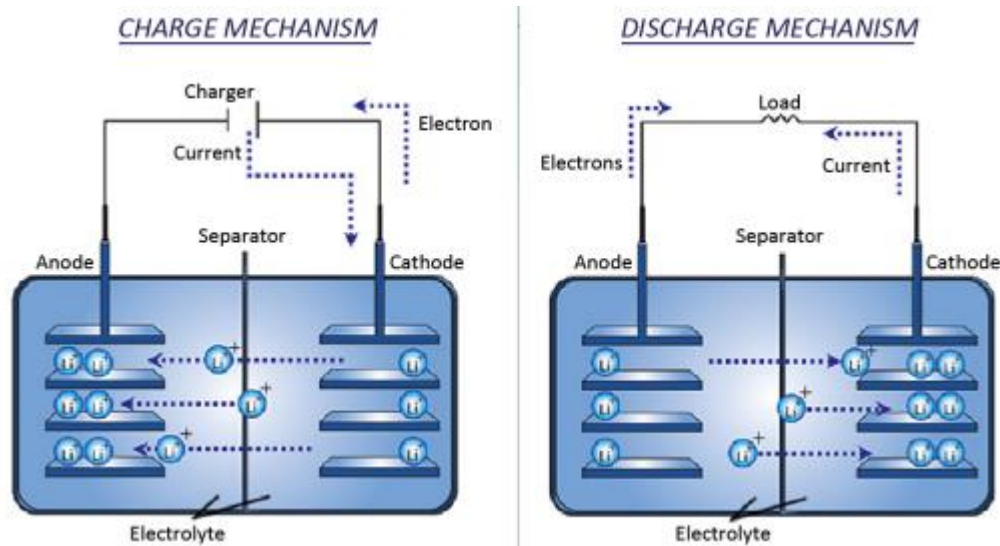 CHARGE MECHANISM
Charger
Electron
Current
Separator
Anode
Cathode
Li
Li
Li
+
Li
Li
Li
Li
+
Li
Li
Li
Li
+
Li
Electrolyte
DISCHARGE MECHANISM
Load
Electrons
Current
Separator
Anode
Cathode
Li
Li
+
Li
Li
Li
Li
+
Li
Li
Li
Li
+
Li
Li
Electrolyte